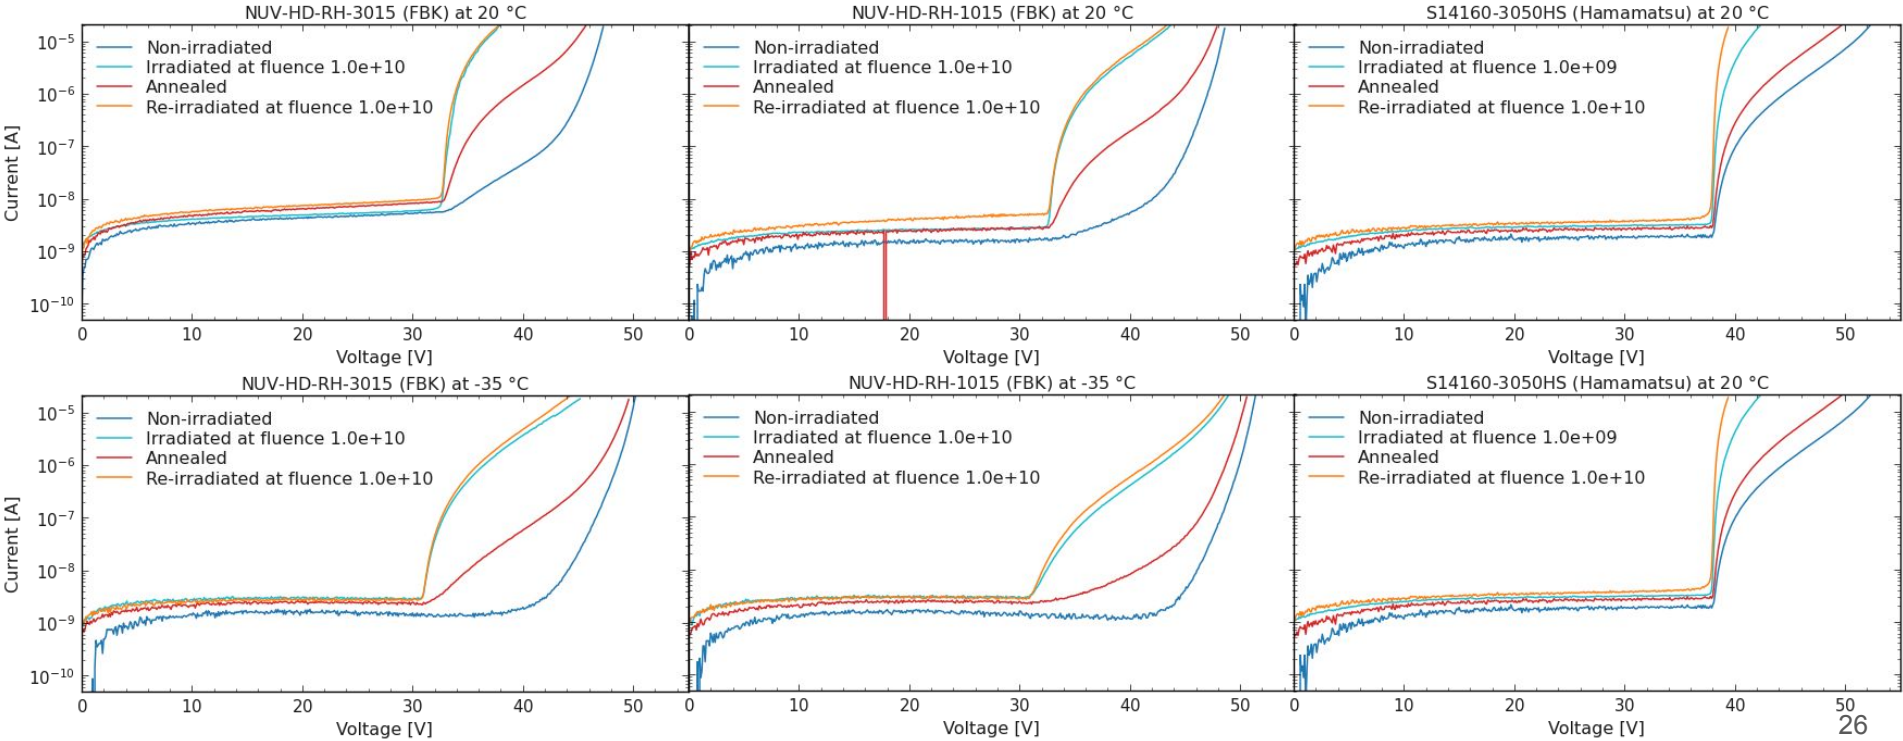 NUV-HD-RH-3015 (FBK) at 20 °C
Current [A]
10⁻⁵
10⁻⁶
10⁻⁷
10⁻⁸
10⁻⁹
10⁻¹⁰
Non-irradiated
Irradiated at fluence 1.0e+10
Annealed
Re-irradiated at fluence 1.0e+10
0 10 20 30 40 50
Voltage [V]
NUV-HD-RH-1015 (FBK) at 20 °C
Non-irradiated
Irradiated at fluence 1.0e+10
Annealed
Re-irradiated at fluence 1.0e+10
0 10 20 30 40 50
Voltage [V]
S14160-3050HS (Hamamatsu) at 20 °C
Non-irradiated
Irradiated at fluence 1.0e+09
Annealed
Re-irradiated at fluence 1.0e+10
0 10 20 30 40 50
Voltage [V]
NUV-HD-RH-3015 (FBK) at -35 °C
Current [A]
10⁻⁵
10⁻⁶
10⁻⁷
10⁻⁸
10⁻⁹
10⁻¹⁰
Non-irradiated
Irradiated at fluence 1.0e+10
Annealed
Re-irradiated at fluence 1.0e+10
0 10 20 30 40 50
Voltage [V]
NUV-HD-RH-1015 (FBK) at -35 °C
Non-irradiated
Irradiated at fluence 1.0e+10
Annealed
Re-irradiated at fluence 1.0e+10
0 10 20 30 40 50
Voltage [V]
S14160-3050HS (Hamamatsu) at 20 °C
Non-irradiated
Irradiated at fluence 1.0e+09
Annealed
Re-irradiated at fluence 1.0e+10
0 10 20 30 40 50
Voltage [V]
26